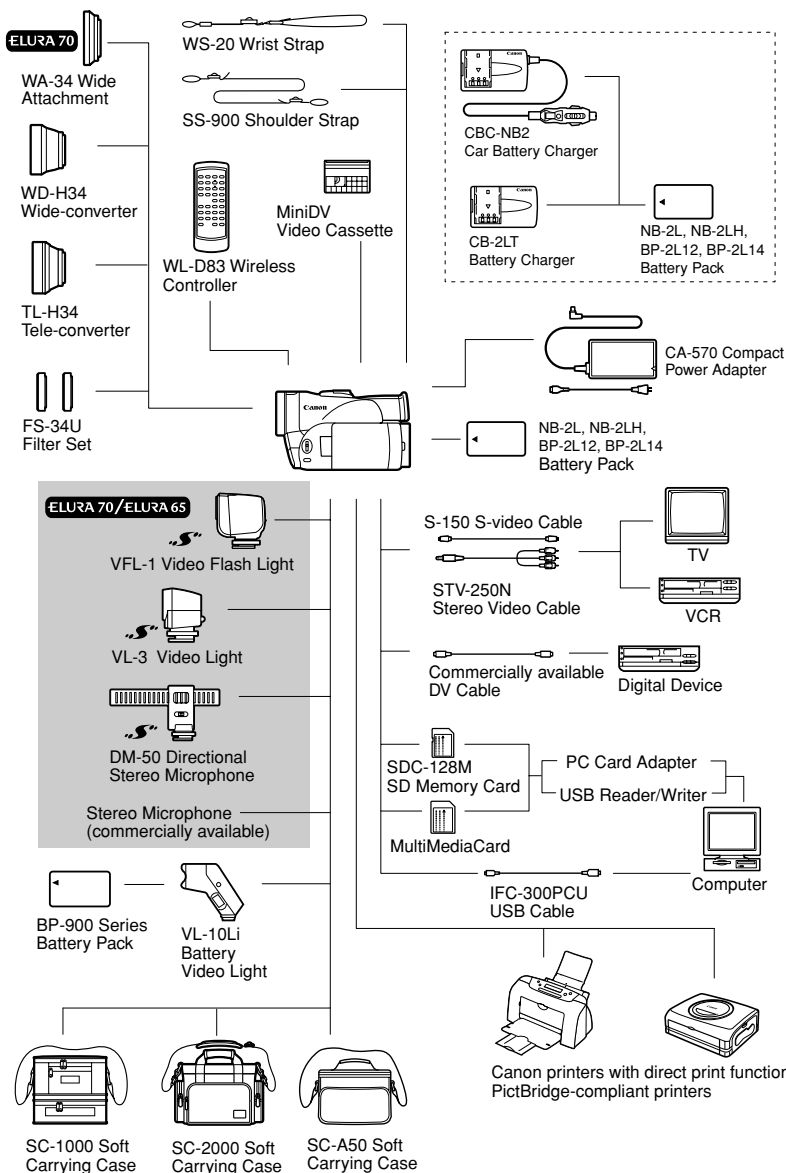 ELURA 70
WA-34 Wide
Attachment
WD-H34
Wide-converter
TL-H34
Tele-converter
FS-34U
Filter Set
WS-20 Wrist Strap
SS-900 Shoulder Strap
WL-D83 Wireless
Controller
MiniDV
Video Cassette
Canon
CBC-NB2
Car Battery Charger
Canon
CB-2LT
Battery Charger
NB-2L, NB-2LH,
BP-2L12, BP-2L14
Battery Pack
CA-570 Compact
Power Adapter
Canon
NB-2L, NB-2LH,
BP-2L12, BP-2L14
Battery Pack
ELURA 70/ELURA 65
VFL-1 Video Flash Light
VL-3 Video Light
DM-50 Directional
Stereo Microphone
Stereo Microphone
(commercially available)
BP-900 Series
Battery Pack
VL-10Li
Battery
Video Light
S-150 S-video Cable
STV-250N
Stereo Video Cable
TV
VCR
Commercially available
DV Cable
Digital Device
SDC-128M
SD Memory Card
MultiMediaCard
PC Card Adapter
USB Reader/Writer
Computer
IFC-300PCU
USB Cable
Canon printers with direct print function
PictBridge-compliant printers
SC-1000 Soft
Carrying Case
SC-2000 Soft
Carrying Case
SC-A50 Soft
Carrying Case